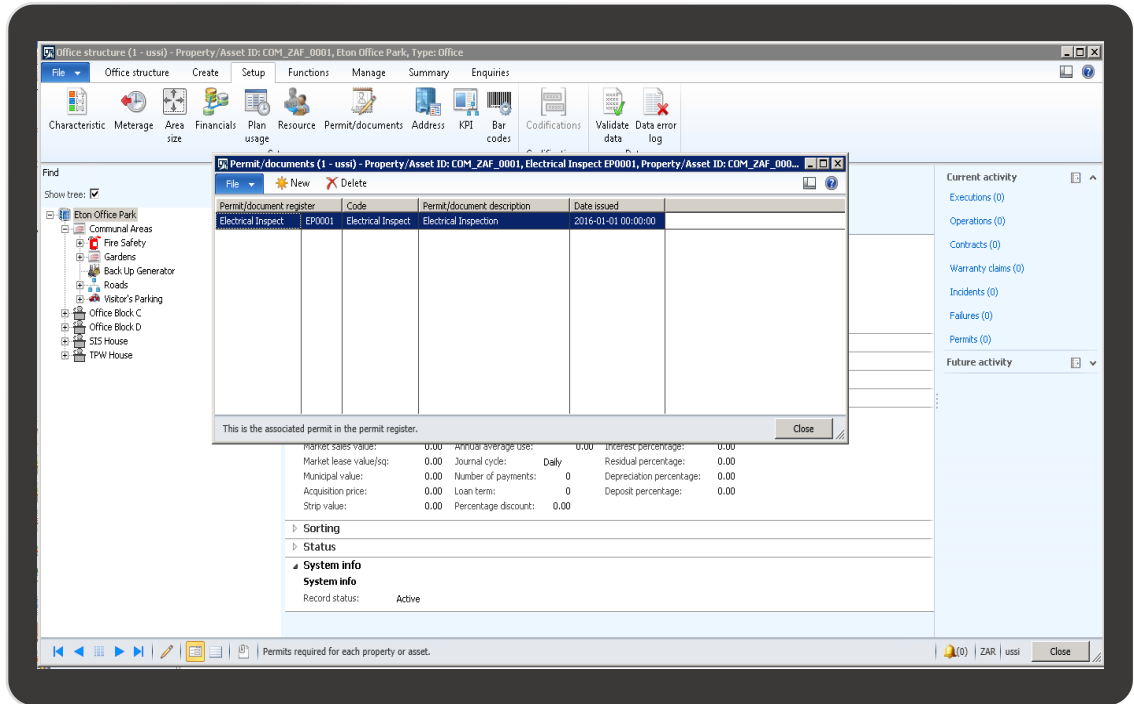 Office structure (1 - ussi) - Property/Asset ID: COM_ZAF_0001, Eton Office Park, Type: Office
File Office structure Create Setup Functions Manage Summary Enquiries
Characteristic Meterage Area size Financials Plan usage Resource Permit/documents Address KPI Bar codes Codifications Validate data Data error log
Find
Show tree:
Eton Office Park
Communal Areas
Fire Safety
Gardens
Back Up Generator
Roads
Visitor's Parking
Office Block C
Office Block D
SIS House
TPW House
Permit/documents (1 - ussi) - Property/Asset ID: COM_ZAF_0001, Electrical Inspect EP0001, Property/Asset ID: COM_ZAF_000...
File New Delete
Permit/document register Code Permit/document description Date issued
Electrical Inspect EP0001 Electrical Inspect Electrical Inspection 2016-01-01 00:00:00
This is the associated permit in the permit register. Close
Market sales value: 0.00 Annual average use: 0.00 Interest percentage: 0.00
Market lease value/sq: 0.00 Journal cycle: Daily Residual percentage: 0.00
Municipal value: 0.00 Number of payments: 0 Depreciation percentage: 0.00
Acquisition price: 0.00 Loan term: 0 Deposit percentage: 0.00
Strip value: 0.00 Percentage discount: 0.00
Sorting
Status
System info
System info
Record status: Active
Current activity
Executions (0)
Operations (0)
Contracts (0)
Warranty claims (0)
Incidents (0)
Failures (0)
Permits (0)
Future activity
Permits required for each property or asset. (0) ZAR ussi Close